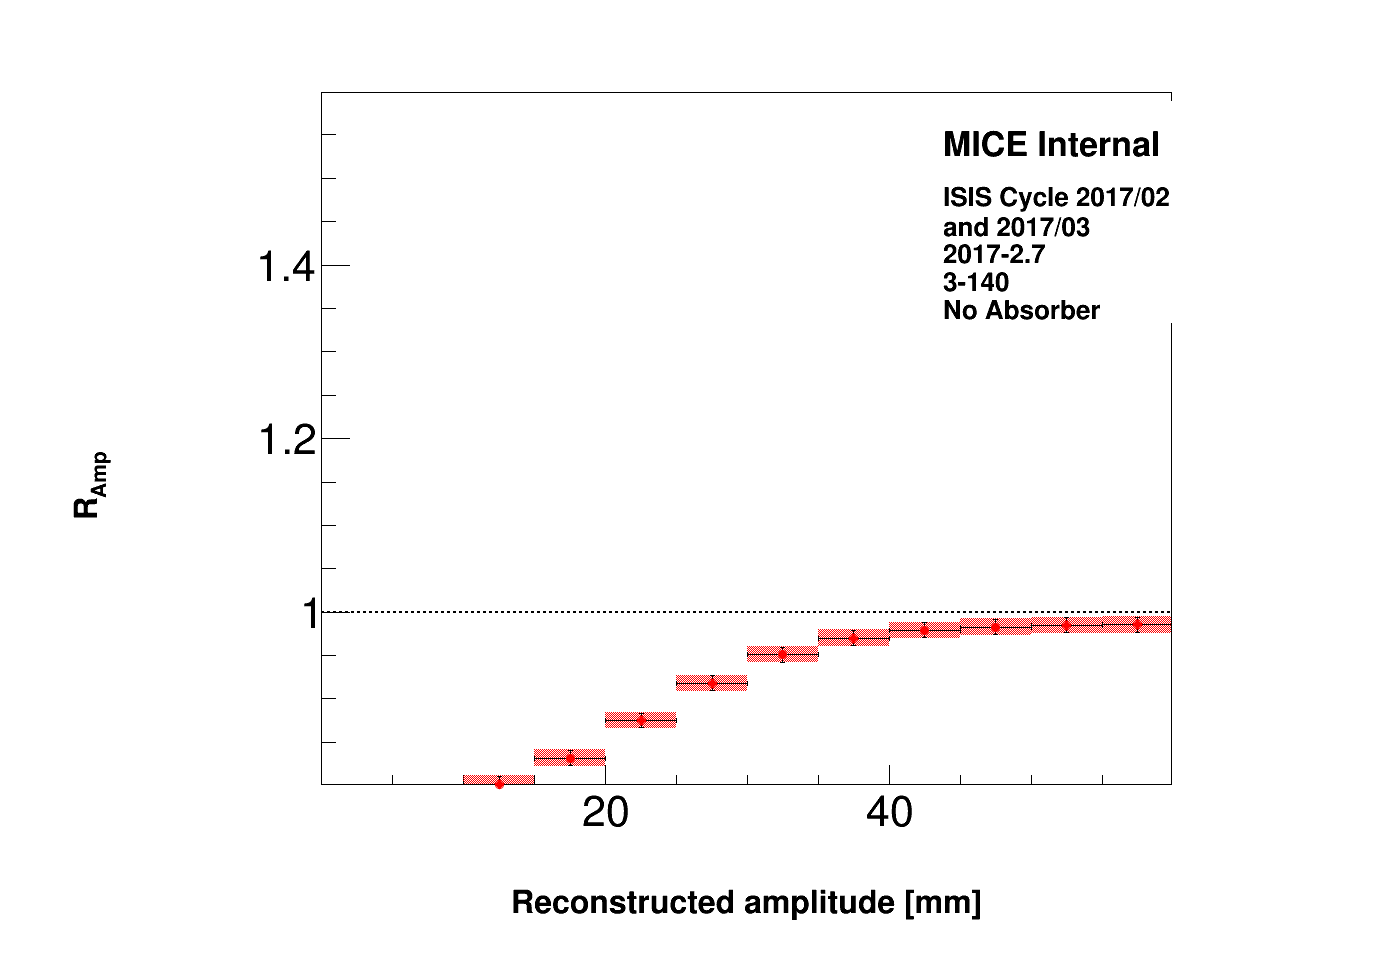 MICE Internal
ISIS Cycle 2017/02
and 2017/03
2017-2.7
3-140
No Absorber
1.4
1.2
1
R_Amp
20
40
Reconstructed amplitude [mm]